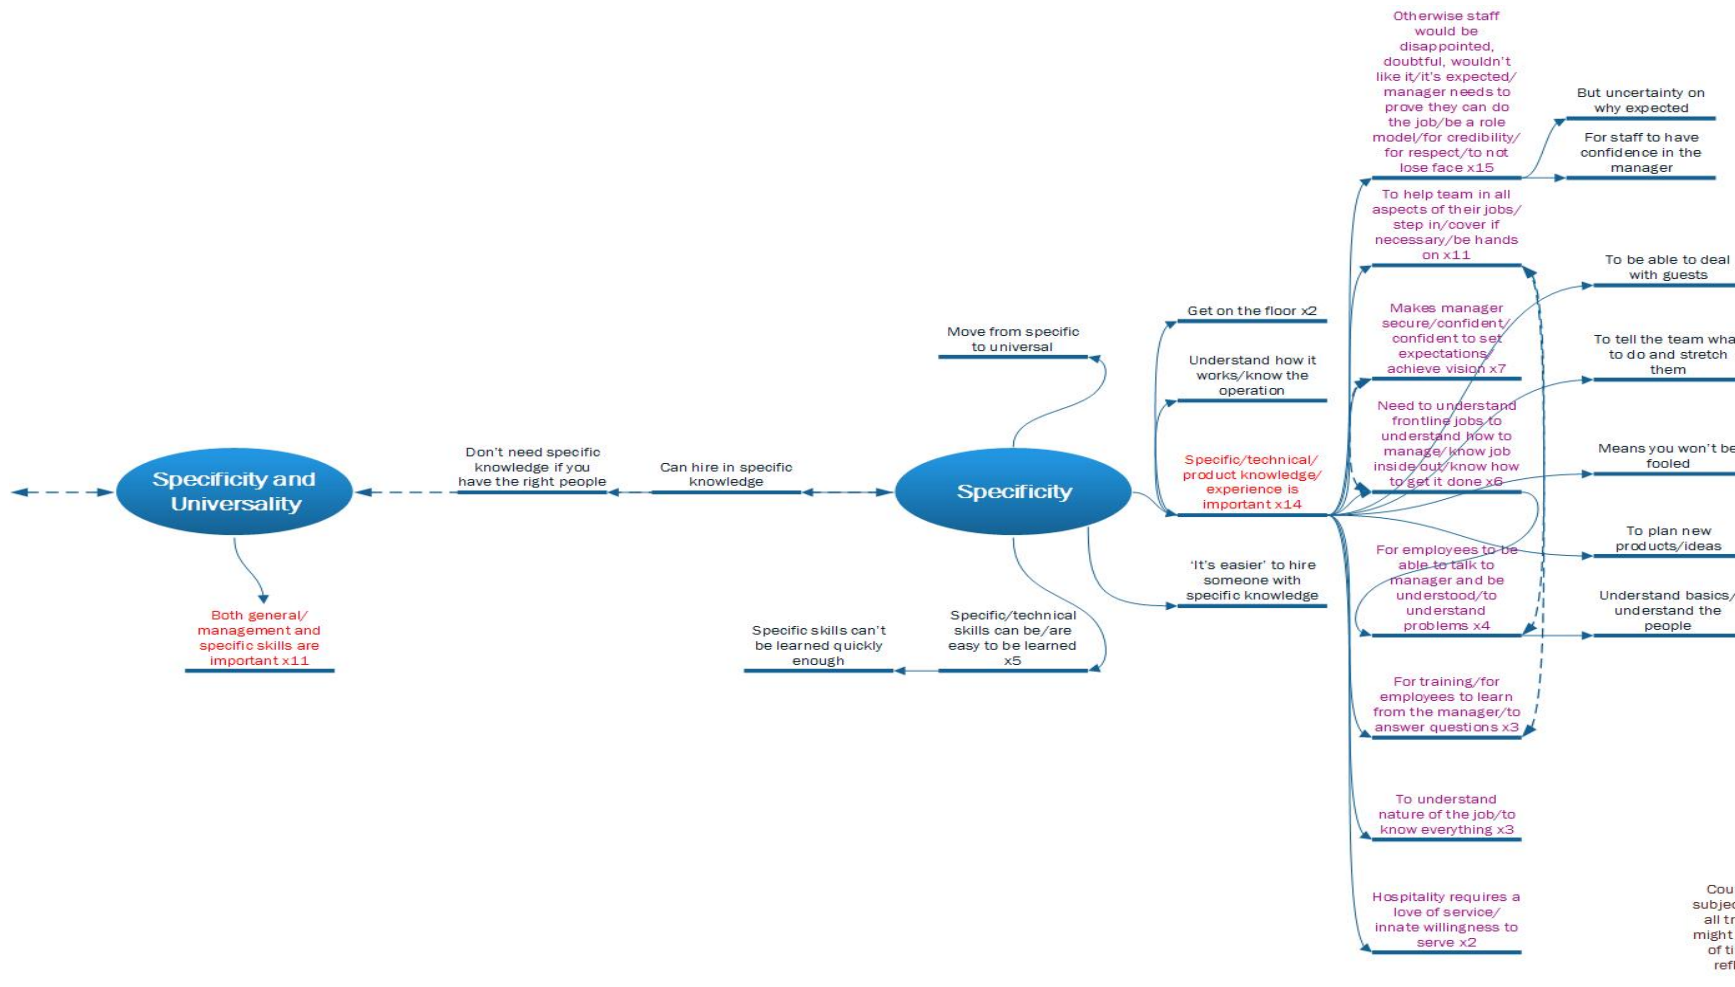 Otherwise staff
would be
disappointed,
doubtful, wouldn't
like it/it's expected/
manager needs to
prove they can do
the job/be a role
model/for credibility/
for respect/to not
lose face x15
But uncertainty on
why expected
For staff to have
confidence in the
manager
To help team in all
aspects of their jobs/
step in/cover if
necessary/be hands
on x11
To be able to deal
with guests
Makes manager
secure/confident/
confident to set
expectations/
achieve vision x7
Get on the floor x2
Move from specific
to universal
To tell the team
to do and stretch
them
Understand how it
works/know the
operation
Need to understand
frontline jobs to
understand how to
manage/know job
inside out/know how
to get it done x6
Means you won't be
fooled
Don't need specific
knowledge if you
have the right people
Can hire in specific
knowledge
Specificity and
Universality
Specificity
Specific/technical/
product knowledge/
experience is
important x14
To plan new
products/ideas
For employees to be
able to talk to
manager and be
understood/to
understand
problems x4
'It's easier' to hire
someone with
specific knowledge
Understand basics/
understand the
people
Both general/
management and
specific skills are
important x11
Specific skills can't
be learned quickly
enough
Specific/technical
skills can be/are
easy to be learned
x5
For training/for
employees to learn
from the manager/to
answer questions x3
To understand
nature of the job/to
know everything x3
Hospitality requires a
love of service/
innate willingness to
serve x2
all
might
of